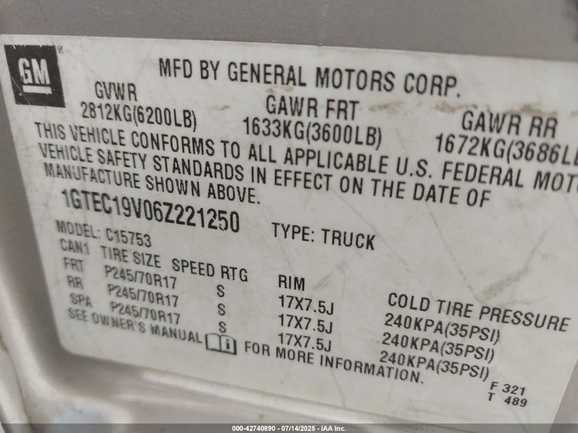 GM
MFD BY GENERAL MOTORS CORP.
GVWR GAWR FRT GAWR RR
2812KG(6200LB) 1633KG(3600LB) 1672KG(3686L
THIS VEHICLE CONFORMS TO ALL APPLICABLE U.S. FEDERAL MOT
VEHICLE SAFETY STANDARDS IN EFFECT ON THE DATE OF
MANUFACTURE SHOWN ABOVE.
1GTEC19V06Z221250 TYPE: TRUCK
MODEL: C15753
CAN1 TIRE SIZE SPEED RTG RIM COLD TIRE PRESSURE
FRT P245/70R17 S 17X7.5J 240KPA(35PSI)
RR P245/70R17 S 17X7.5J 240KPA(35PSI)
SPA P245/70R17 S 17X7.5J 240KPA(35PSI)
SEE OWNER'S MANUAL i FOR MORE INFORMATION.
F 321
T 489
000-42740890 - 07/14/2025 - IAA Inc.